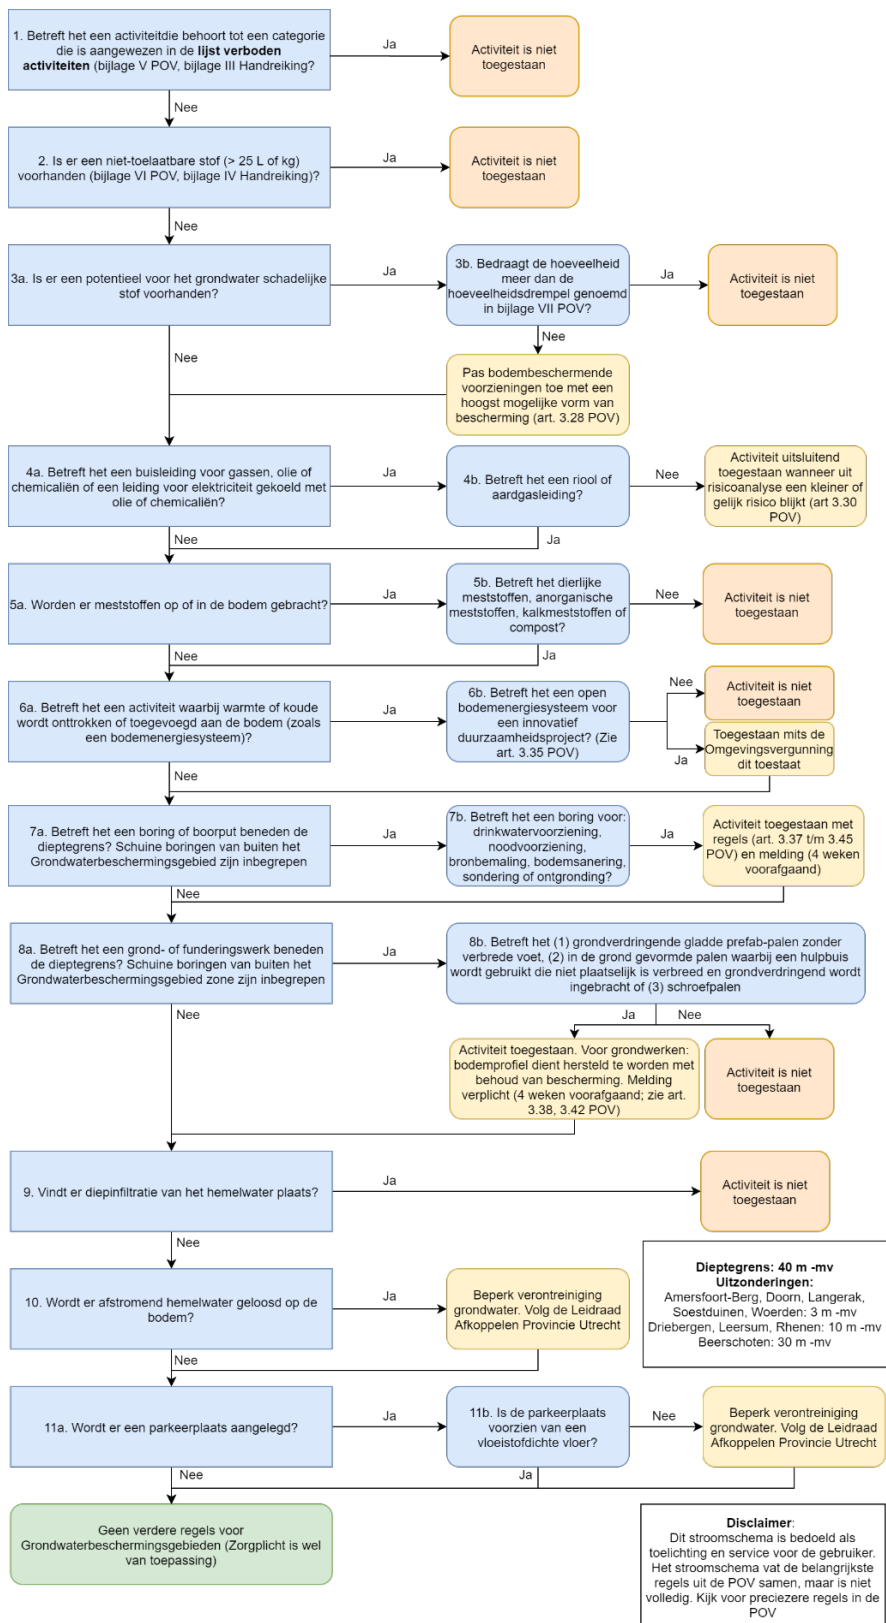 1. Betreft het een activiteitdie behoort tot een categorie
die is aangewezen in de lijst verboden
activiteiten (bijlage V POV, bijlage III Handreiking?
Ja
Activiteit is niet
toegestaan
Nee
2. Is er een niet-toelaatbare stof (> 25 L of kg)
voorhanden (bijlage VI POV, bijlage IV Handreiking)?
Ja
Activiteit is niet
toegestaan
Nee
3a. Is er een potentieel voor het grondwater schadelijke
stof voorhanden?
Ja
3b. Bedraagt de hoeveelheid
meer dan de
hoeveelheidsdrempel genoemd
in bijlage VII POV?
Ja
Activiteit is niet
toegestaan
Nee
Nee
Pas bodembeschermende
voorzieningen toe met een
hoogst mogelijke vorm van
bescherming (art. 3.28 POV)
4a. Betreft het een buisleiding voor gassen, olie of
chemicaliën of een leiding voor elektriciteit gekoeld met
olie of chemicaliën?
Ja
4b. Betreft het een riool of
aardgasleiding?
Nee
Activiteit uitsluitend
toegestaan wanneer uit
risicoanalyse een kleiner of
gelijk risico blijkt (art 3.30
POV)
Nee
Ja
5a. Worden er meststoffen op of in de bodem gebracht?
Ja
5b. Betreft het dierlijke
meststoffen, anorganische
meststoffen, kalkmeststoffen of
compost?
Nee
Activiteit is niet
toegestaan
Nee
Ja
6a. Betreft het een activiteit waarbij warmte of koude
wordt onttrokken of toegevoegd aan de bodem (zoals
een bodemenergiesysteem)?
Ja
6b. Betreft het een open
bodemenergiesysteem voor
een innovatief
duurzaamheidsproject? (Zie
art. 3.35 POV)
Nee
Activiteit is niet
toegestaan
Ja
Toegestaan mits de
Omgevingsvergunning
dit toestaat
Nee
7a. Betreft het een boring of boorput beneden de
dieptegrens? Schuine boringen van buiten het
Grondwaterbeschermingsgebied zijn inbegrepen
Ja
7b. Betreft het een boring voor:
drinkwatervoorziening,
noodvoorziening,
bronbemaling, bodemsanering,
sondering of ontgronding?
Ja
Activiteit toegestaan met
regels (art. 3.37 t/m 3.45
POV) en melding (4 weken
voorafgaand)
Nee
8a. Betreft het een grond- of funderingswerk beneden
de dieptegrens? Schuine boringen van buiten het
Grondwaterbeschermingsgebied zone zijn inbegrepen
Ja
8b. Betreft het (1) grondverdringende gladde prefab-palen zonder
verbrede voet, (2) in de grond gevormde palen waarbij een hulpbuis
wordt gebruikt die niet plaatselijk is verbreed en grondverdringend wordt
ingebracht of (3) schroefpalen
Nee
Ja
Nee
Activiteit toegestaan. Voor grondwerken:
bodemprofiel dient hersteld te worden met
behoud van bescherming. Melding
verplicht (4 weken voorafgaand; zie art.
3.38, 3.42 POV)
Activiteit is niet
toegestaan
9. Vindt er diepinfiltratie van het hemelwater plaats?
Ja
Activiteit is niet
toegestaan
Nee
Dieptegrens: 40 m -mv
Uitzonderingen:
Amersfoort-Berg, Doorn, Langerak,
Soestduinen, Woerden: 3 m -mv
Driebergen, Leersum, Rhenen: 10 m -mv
Beerschoten: 30 m -mv
10. Wordt er afstromend hemelwater geloosd op de
bodem?
Ja
Beperk verontreiniging
grondwater. Volg de Leidraad
Afkoppelen Provincie Utrecht
Nee
11a. Wordt er een parkeerplaats aangelegd?
Ja
11b. Is de parkeerplaats
voorzien van een
vloeistofdichte vloer?
Nee
Beperk verontreiniging
grondwater. Volg de Leidraad
Afkoppelen Provincie Utrecht
Nee
Ja
Geen verdere regels voor
Grondwaterbeschermingsgebieden (Zorgplicht is wel
van toepassing)
Disclaimer:
Dit stroomschema is bedoeld als
toelichting en service voor de gebruiker.
Het stroomschema vat de belangrijkste
regels uit de POV samen, maar is niet
volledig. Kijk voor preciezere regels in de
POV